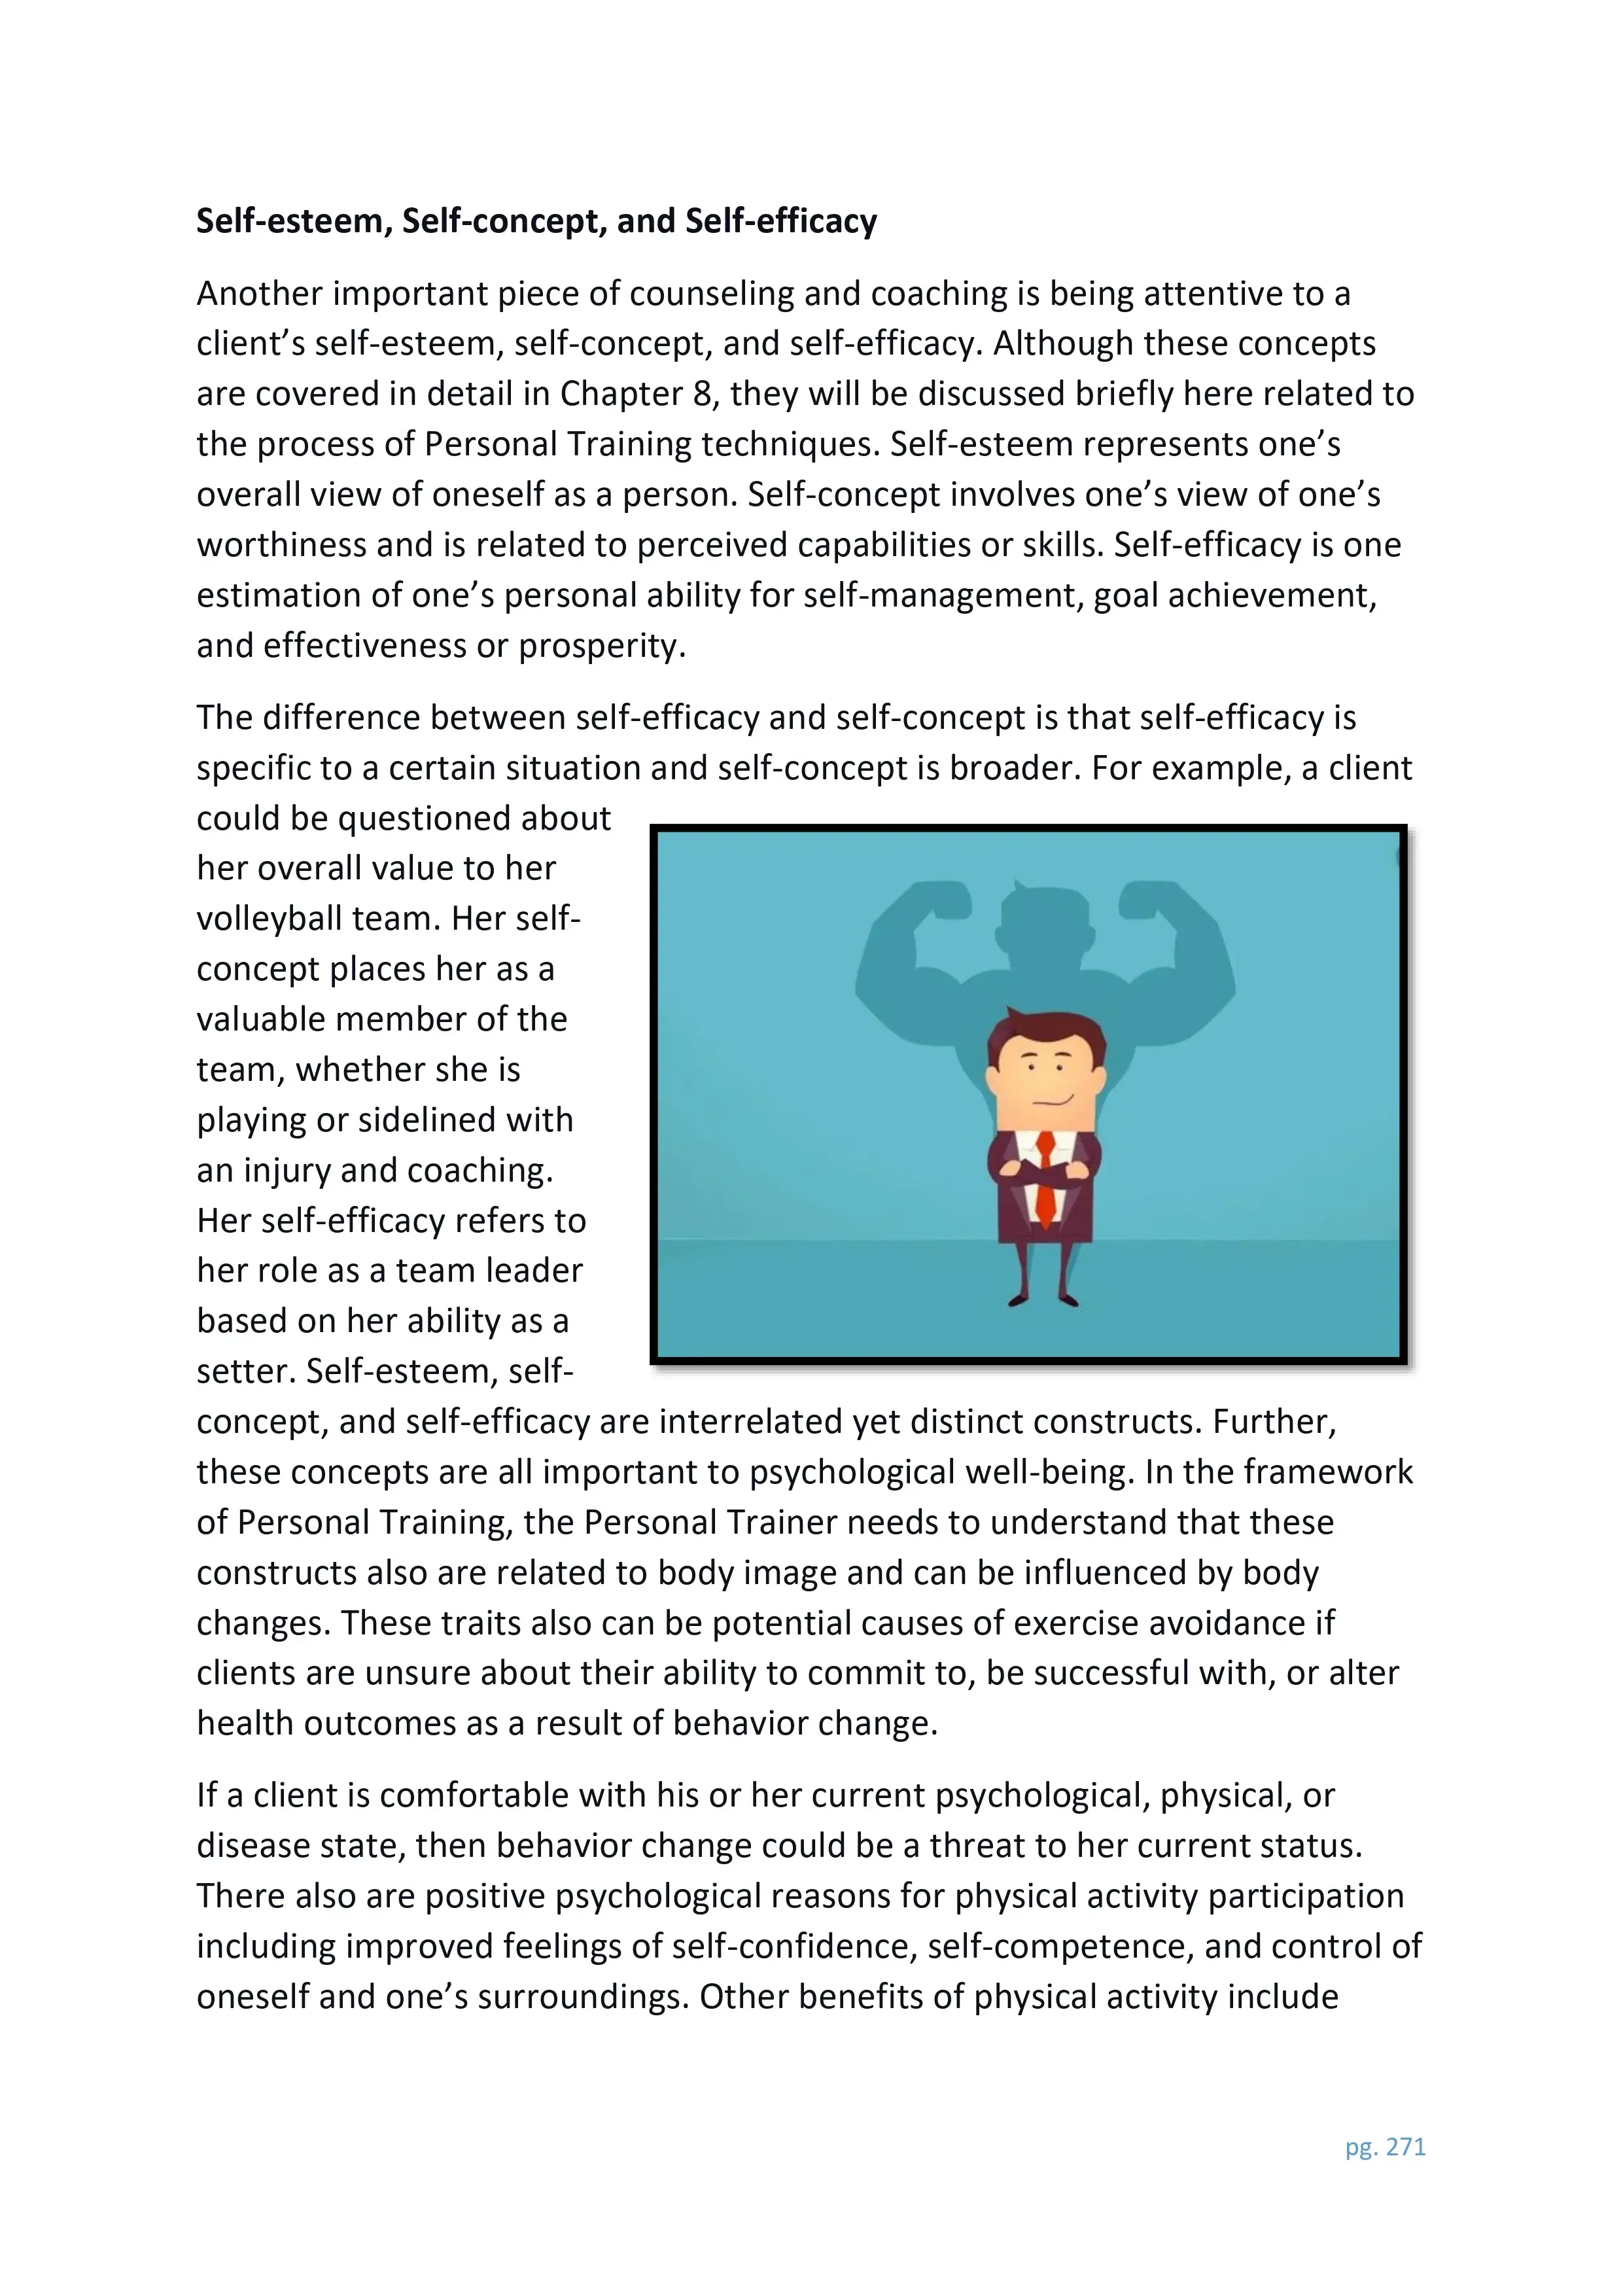 Self-esteem, Self-concept, and Self-efficacy
Another important piece of counseling and coaching is being attentive to a
client’s self-esteem, self-concept, and self-efficacy. Although these concepts
are covered in detail in Chapter 8, they will be discussed briefly here related to
the process of Personal Training techniques. Self-esteem represents one’s
overall view of oneself as a person. Self-concept involves one’s view of one’s
worthiness and is related to perceived capabilities or skills. Self-efficacy is one
estimation of one’s personal ability for self-management, goal achievement,
and effectiveness or prosperity.
The difference between self-efficacy and self-concept is that self-efficacy is
specific to a certain situation and self-concept is broader. For example, a client
could be questioned about
her overall value to her
volleyball team. Her self-
concept places her as a
valuable member of the
team, whether she is
playing or sidelined with
an injury and coaching.
Her self-efficacy refers to
her role as a team leader
based on her ability as a
setter. Self-esteem, self-
concept, and self-efficacy are interrelated yet distinct constructs. Further,
these concepts are all important to psychological well-being. In the framework
of Personal Training, the Personal Trainer needs to understand that these
constructs also are related to body image and can be influenced by body
changes. These traits also can be potential causes of exercise avoidance if
clients are unsure about their ability to commit to, be successful with, or alter
health outcomes as a result of behavior change.
If a client is comfortable with his or her current psychological, physical, or
disease state, then behavior change could be a threat to her current status.
There also are positive psychological reasons for physical activity participation
including improved feelings of self-confidence, self-competence, and control of
oneself and one’s surroundings. Other benefits of physical activity include
pg. 271